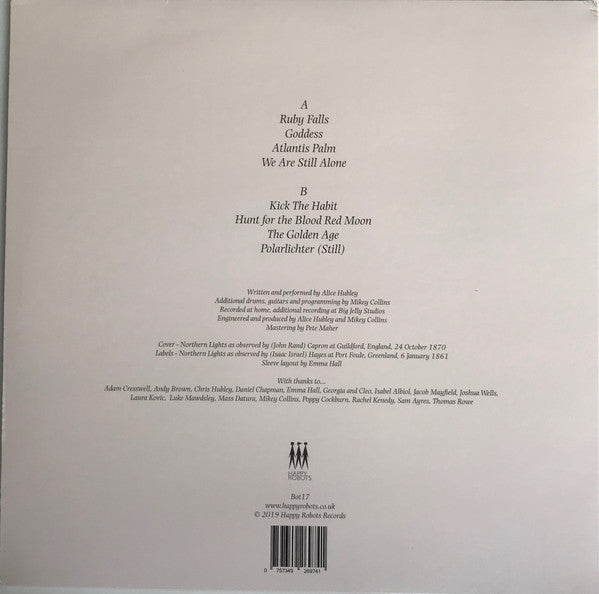 A
Ruby Falls
Goddess
Atlantis Palm
We Are Still Alone
B
Kick The Habit
Hunt for the Blood Red Moon
The Golden Age
Polarlichter (Still)
Written and performed by Alice Hubley
Additional drums, guitars and programming by Mikey Collins
Recorded at home, additional recording at Big Jelly Studios
Engineered and produced by Alice Hubley and Mikey Collins
Mastering by Pete Maher
Cover - Northern Lights as observed by (John Rand) Capron at Guildford, England, 24 October 1870
Labels - Northern Lights as observed by (Isaac Israel) Hayes at Port Foule, Greenland, 6 January 1861
Sleeve layout by Emma Hall
With thanks to...
Adam Cresswell, Andy Brown, Chris Hubley, Daniel Chapman, Emma Hall, Georgia and Cleo, Isabel Albiol, Jacob Mayfield, Joshua Wells,
Laura Kovic, Luke Mawdsley, Mass Datura, Mikey Collins, Poppy Cockburn, Rachel Kenedy, Sam Ayres, Thomas Rowe
HAPPY
ROBOTS
Bot17
www.happyrobots.co.uk
© 2019 Happy Robots Records
0 757349 269741